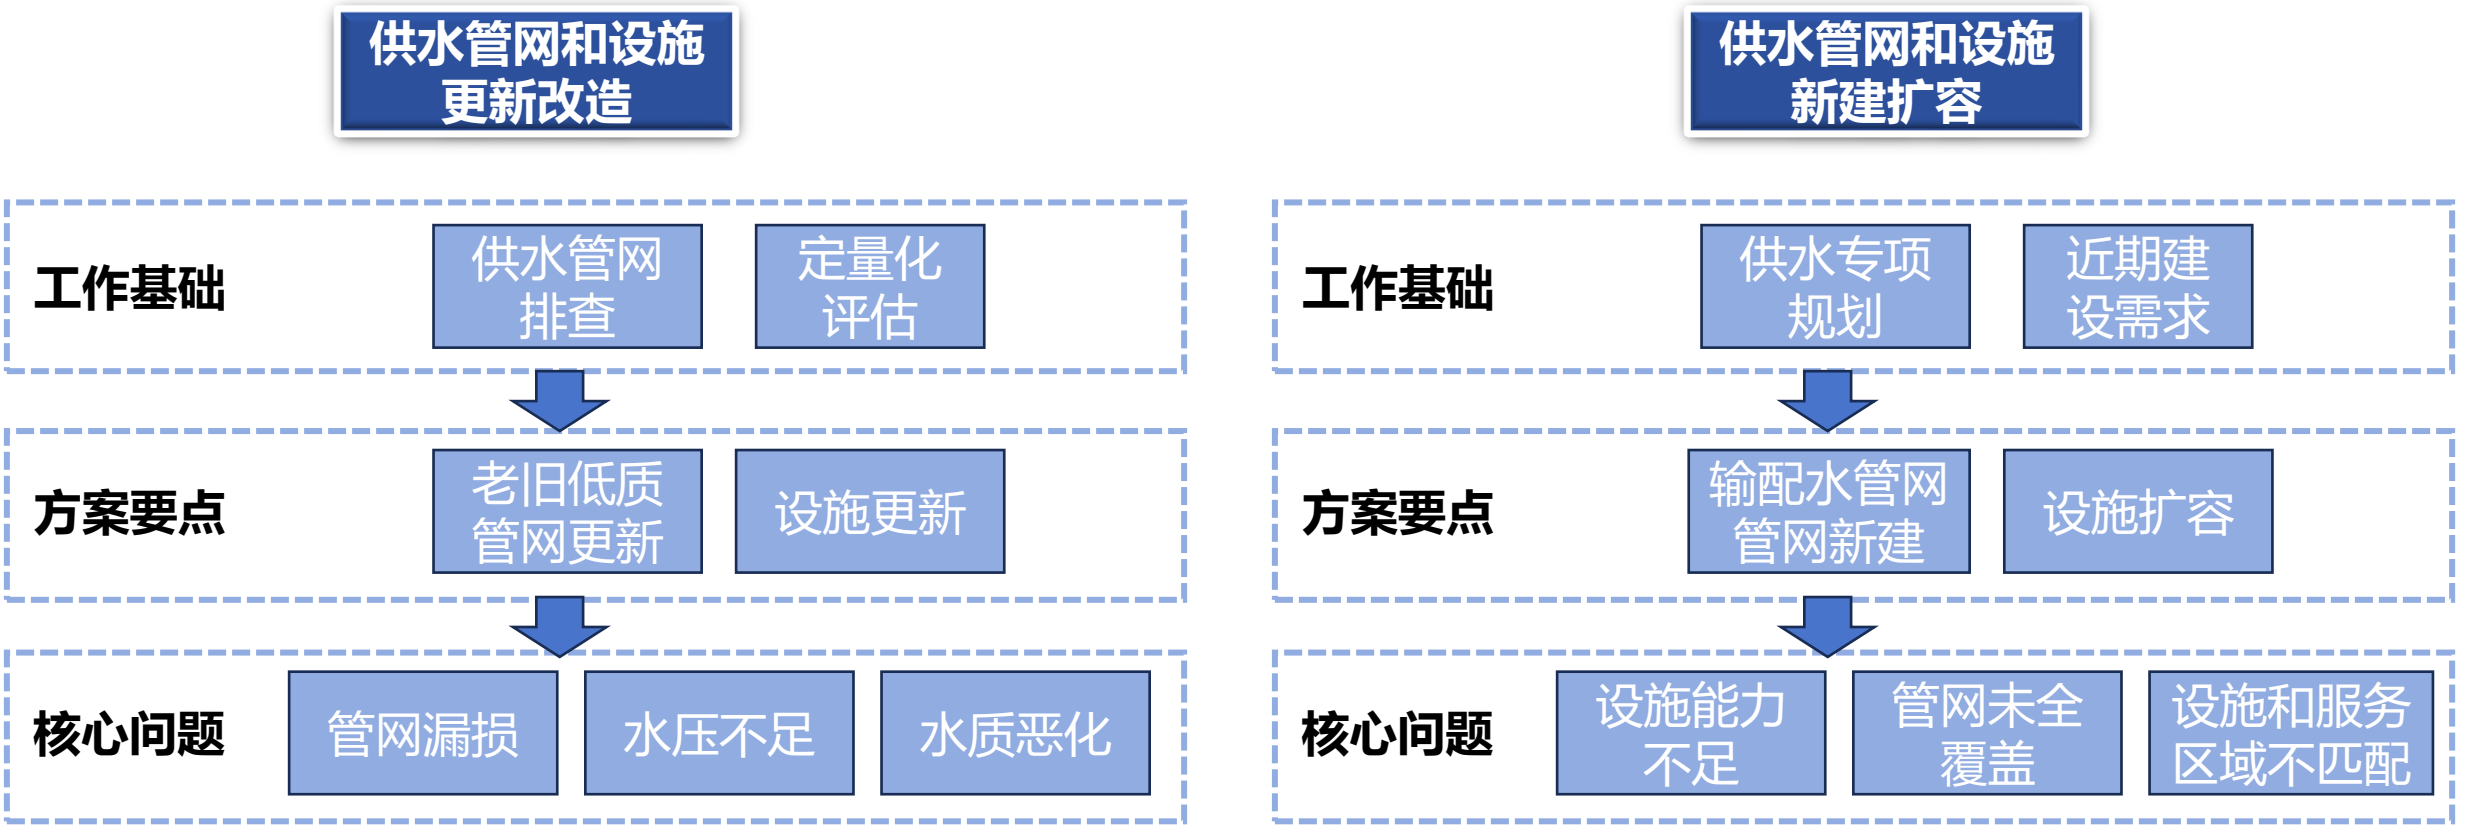 供水管网和设施
更新改造
工作基础
供水管网
排查
定量化
评估
方案要点
老旧低质
管网更新
设施更新
核心问题
管网漏损
水压不足
水质恶化
供水管网和设施
新建扩容
工作基础
供水专项
规划
近期建
设需求
方案要点
输配水管网
管网新建
设施扩容
核心问题
设施能力
不足
管网未全
覆盖
设施和服务
区域不匹配